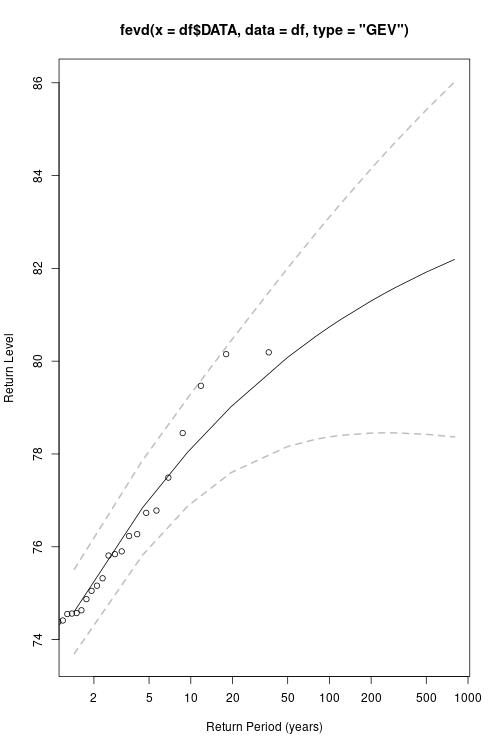 fevd(x = df$DATA, data = df, type = "GEV")
86
84
82
80
78
76
74
Return Level
2 5 10 20 50 100 200 500 1000
Return Period (years)